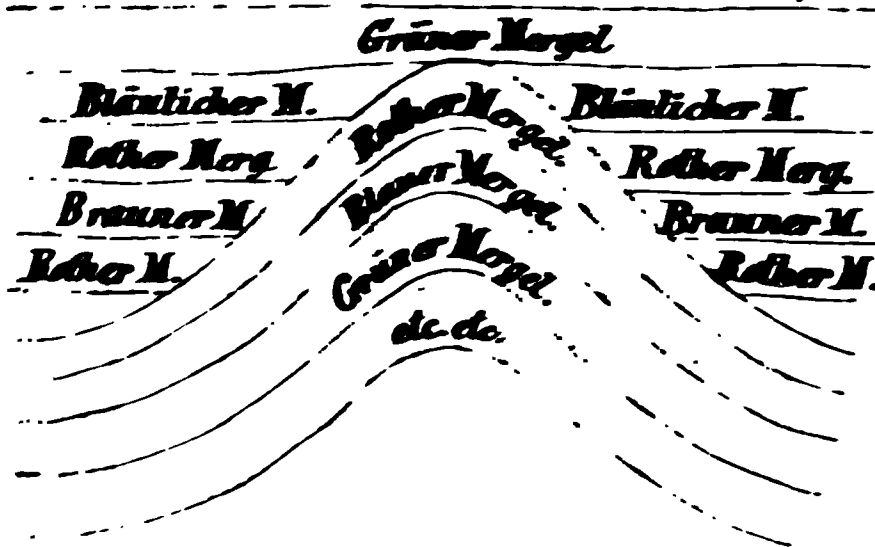 Grüner Mergel
Bläulicher M.
Rother Mergel.
Bläulicher M.
Rother Merg
Blauer Mergel.
Rother Merg.
Brauner M
Grüner Mergel.
Brauner M.
Rother M.
etc. etc.
Rother M.